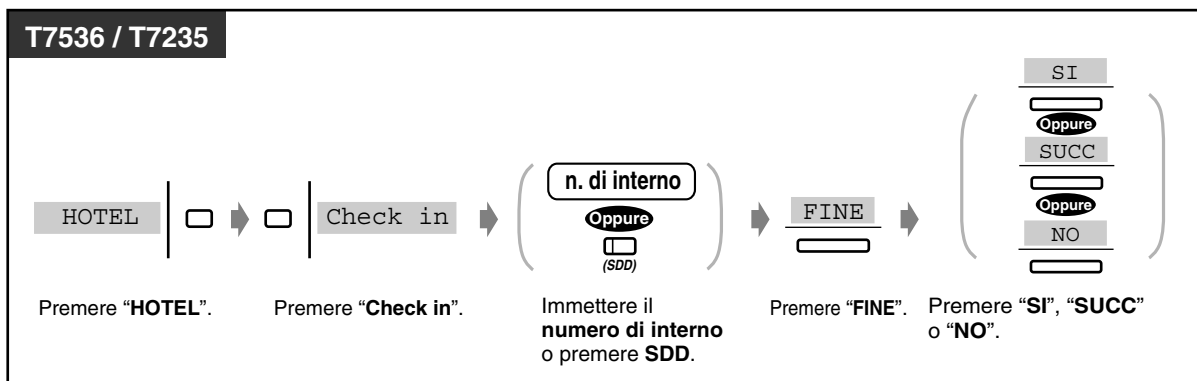 T7536 / T7235
SI
Oppure
SUCC
Oppure
NO
HOTEL
Check in
n. di interno
Oppure
(SDD)
FINE
Premere “HOTEL”.
Premere “Check in”.
Immettere il
numero di interno
o premere SDD.
Premere “FINE”.
Premere “SI”, “SUCC”
o “NO”.